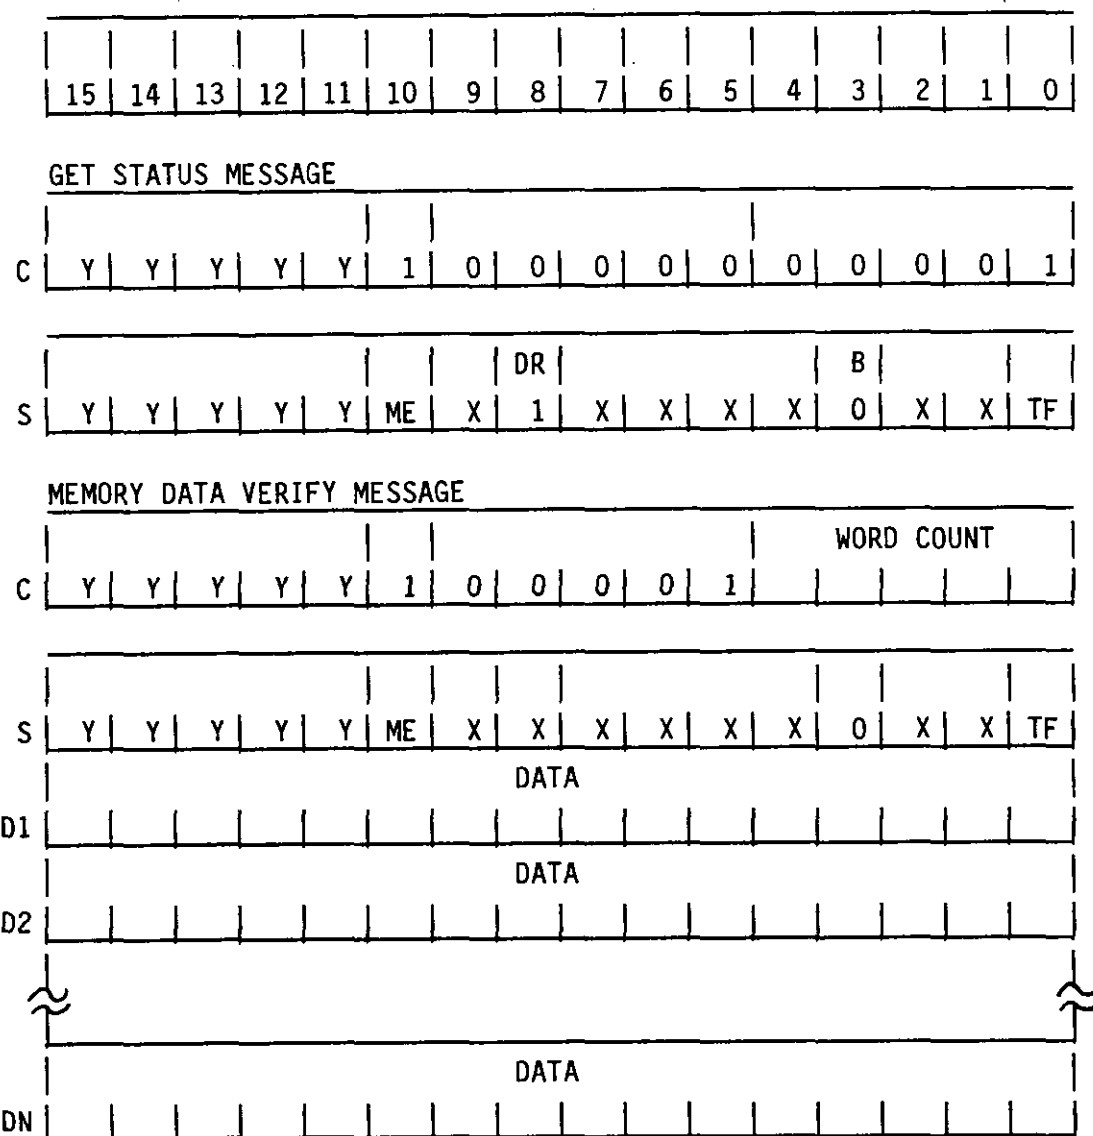 15 14 13 12 11 10 9 8 7 6 5 4 3 2 1 0
GET STATUS MESSAGE
C Y Y Y Y Y 1 0 0 0 0 0 0 0 0 0 1
DR B
S Y Y Y Y Y ME X 1 X X X X 0 X X TF
MEMORY DATA VERIFY MESSAGE
WORD COUNT
C Y Y Y Y Y 1 0 0 0 0 1
S Y Y Y Y Y ME X X X X X X 0 X X TF
DATA
D1
DATA
D2
DATA
DN